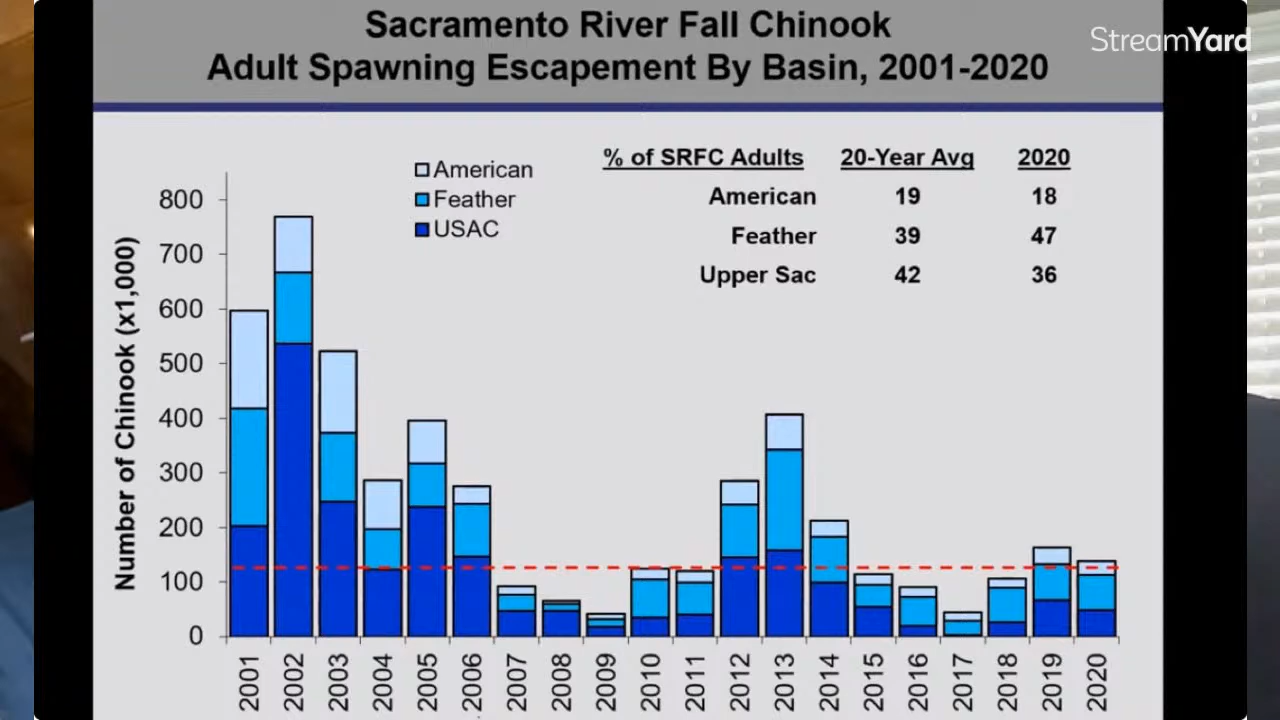 Sacramento River Fall Chinook
Adult Spawning Escapement By Basin, 2001-2020
StreamYard
American
Feather
USAC
% of SRFC Adults 20-Year Avg 2020
American 19 18
Feather 39 47
Upper Sac 42 36
Number of Chinook (x1,000)
800
700
600
500
400
300
200
100
0
2001 2002 2003 2004 2005 2006 2007 2008 2009 2010 2011 2012 2013 2014 2015 2016 2017 2018 2019 2020